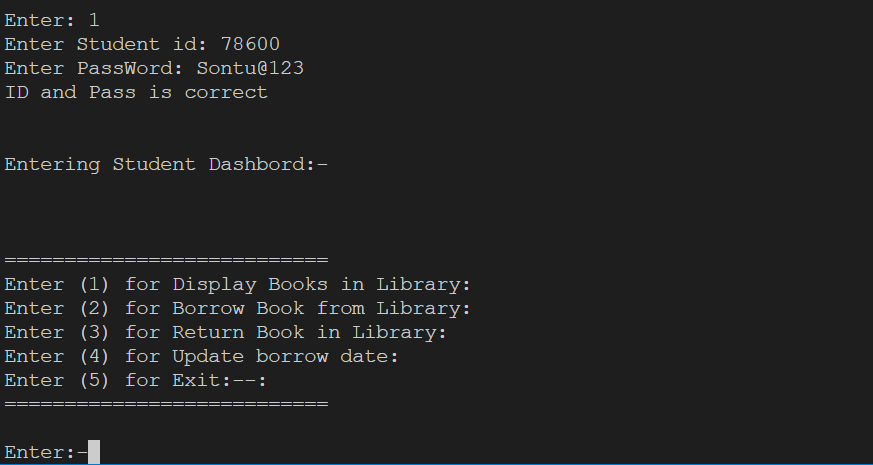 Enter: 1
Enter Student id: 78600
Enter PassWord: Sontu@123
ID and Pass is correct
Entering Student Dashbord:-
===========================
Enter (1) for Display Books in Library:
Enter (2) for Borrow Book from Library:
Enter (3) for Return Book in Library:
Enter (4) for Update borrow date:
Enter (5) for Exit:--:
===========================
Enter:-